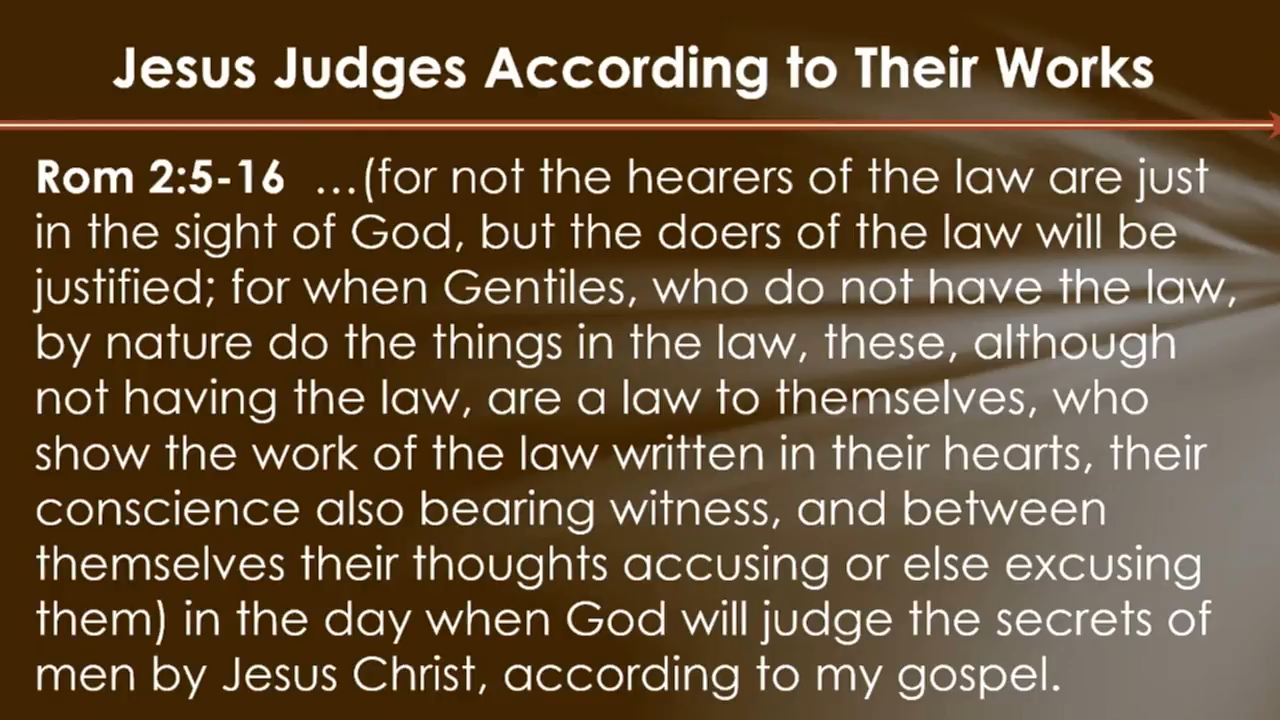 Jesus Judges According to Their Works
Rom 2:5-16 …(for not the hearers of the law are just
in the sight of God, but the doers of the law will be
justified; for when Gentiles, who do not have the law,
by nature do the things in the law, these, although
not having the law, are a law to themselves, who
show the work of the law written in their hearts, their
conscience also bearing witness, and between
themselves their thoughts accusing or else excusing
them) in the day when God will judge the secrets of
men by Jesus Christ, according to my gospel.